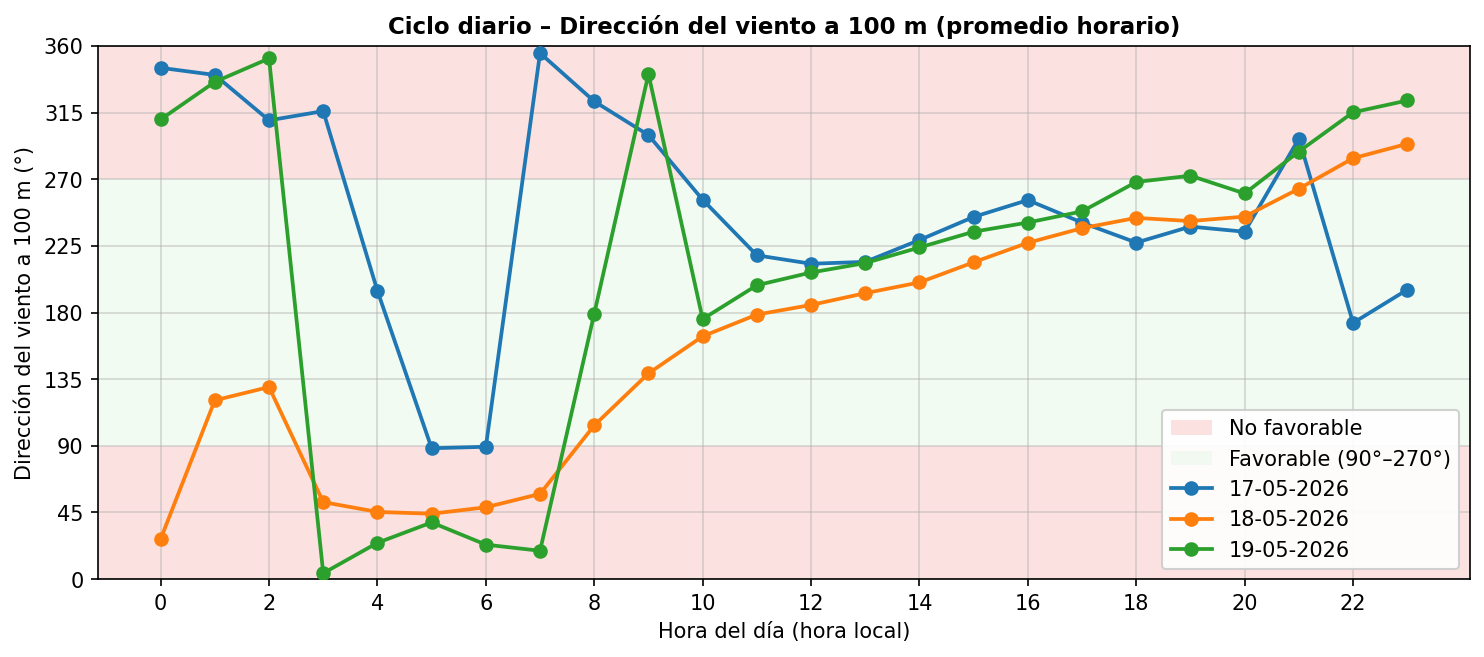 Ciclo diario – Dirección del viento a 100 m (promedio horario)
Dirección del viento a 100 m (°)
360
315
270
225
180
135
90
45
0
No favorable
Favorable (90°–270°)
17-05-2026
18-05-2026
19-05-2026
0 2 4 6 8 10 12 14 16 18 20 22
Hora del día (hora local)